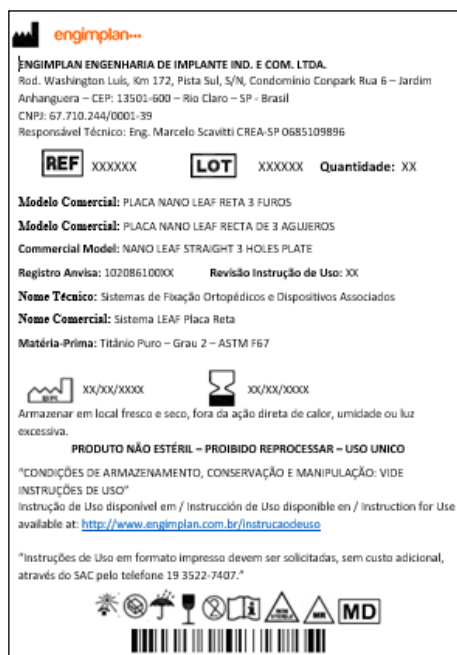 engimplan
ENGIMPLAN ENGENHARIA DE IMPLANTE IND. E COM. LTDA.
Rod. Washington Luís, Km 172, Pista Sul, S/N, Condomínio Conpark Rua 6 – Jardim
Anhanguera – CEP: 13501-600 – Rio Claro – SP - Brasil
CNPJ: 67.710.244/0001-39
Responsável Técnico: Eng. Marcelo Scavitti CREA-SP 0685109896
REF XXXXXX LOT XXXXXX Quantidade: XX
Modelo Comercial: PLACA NANO LEAF RETA 3 FUROS
Modelo Comercial: PLACA NANO LEAF RECTA DE 3 AGUJEROS
Commercial Model: NANO LEAF STRAIGHT 3 HOLES PLATE
Registro Anvisa: 102086100XX Revisão Instrução de Uso: XX
Nome Técnico: Sistemas de Fixação Ortopédicos e Dispositivos Associados
Nome Comercial: Sistema LEAF Placa Reta
Matéria-Prima: Titânio Puro – Grau 2 – ASTM F67
XX/XX/XXXX XX/XX/XXXX
Armazenar em local fresco e seco, fora da ação direta de calor, umidade ou luz
excessiva.
PRODUTO NÃO ESTÉRIL – PROIBIDO REPROCESSAR – USO UNICO
"CONDIÇÕES DE ARMAZENAMENTO, CONSERVAÇÃO E MANIPULAÇÃO: VIDE
INSTRUÇÕES DE USO"
Instrução de Uso disponível em / Instrucción de Uso disponible en / Instruction for Use
available at: http://www.engimplan.com.br/instrucaodeuso
"Instruções de Uso em formato impresso devem ser solicitadas, sem custo adicional,
através do SAC pelo telefone 19 3522-7407."
NON STERILE MR MD